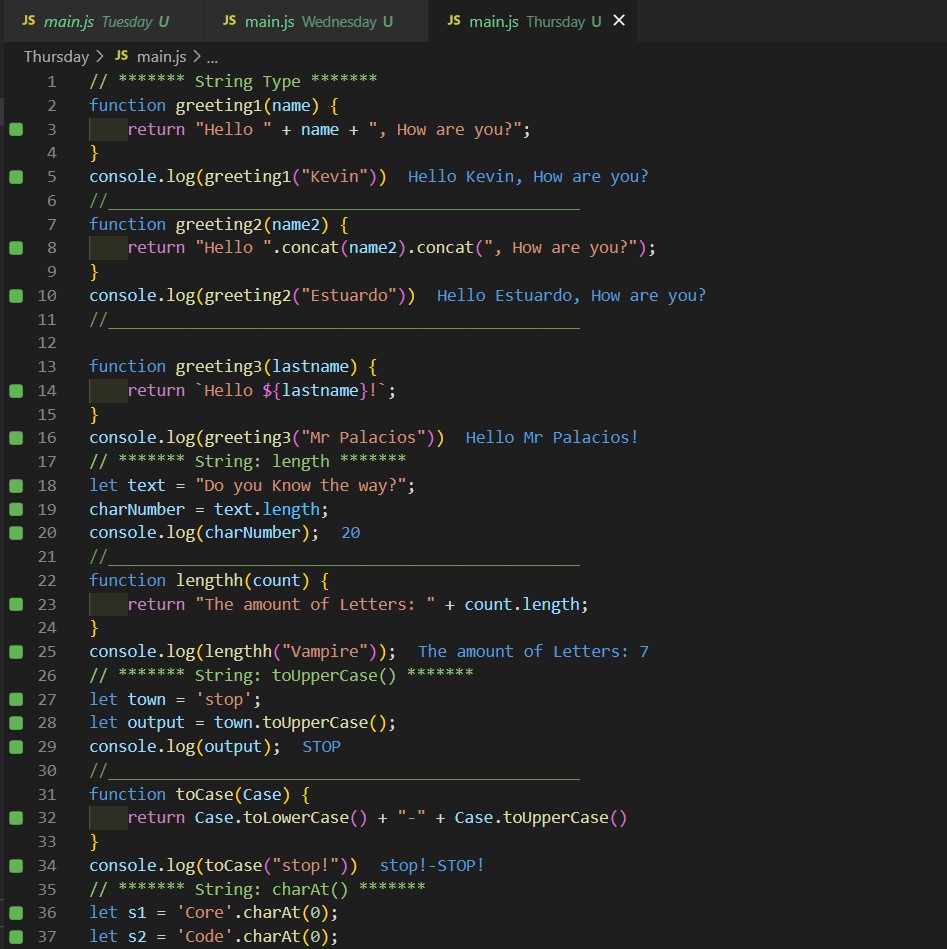 JS main.js Tuesday U JS main.js Wednesday U JS main.js Thursday U ×
Thursday > JS main.js > ...
1 // ******* String Type *******
2 function greeting1(name) {
3 return "Hello " + name + ", How are you?";
4 }
5 console.log(greeting1("Kevin")) Hello Kevin, How are you?
6 //_________________________________________________
7 function greeting2(name2) {
8 return "Hello ".concat(name2).concat(", How are you?");
9 }
10 console.log(greeting2("Estuardo")) Hello Estuardo, How are you?
11 //_________________________________________________
12
13 function greeting3(lastname) {
14 return `Hello ${lastname}!`;
15 }
16 console.log(greeting3("Mr Palacios")) Hello Mr Palacios!
17 // ******* String: length *******
18 let text = "Do you Know the way?";
19 charNumber = text.length;
20 console.log(charNumber); 20
21 //_________________________________________________
22 function lengthh(count) {
23 return "The amount of Letters: " + count.length;
24 }
25 console.log(lengthh("Vampire")); The amount of Letters: 7
26 // ******* String: toUpperCase() *******
27 let town = 'stop';
28 let output = town.toUpperCase();
29 console.log(output); STOP
30 //_________________________________________________
31 function toCase(Case) {
32 return Case.toLowerCase() + "-" + Case.toUpperCase()
33 }
34 console.log(toCase("stop!")) stop!-STOP!
35 // ******* String: charAt() *******
36 let s1 = 'Core'.charAt(0);
37 let s2 = 'Code'.charAt(0);